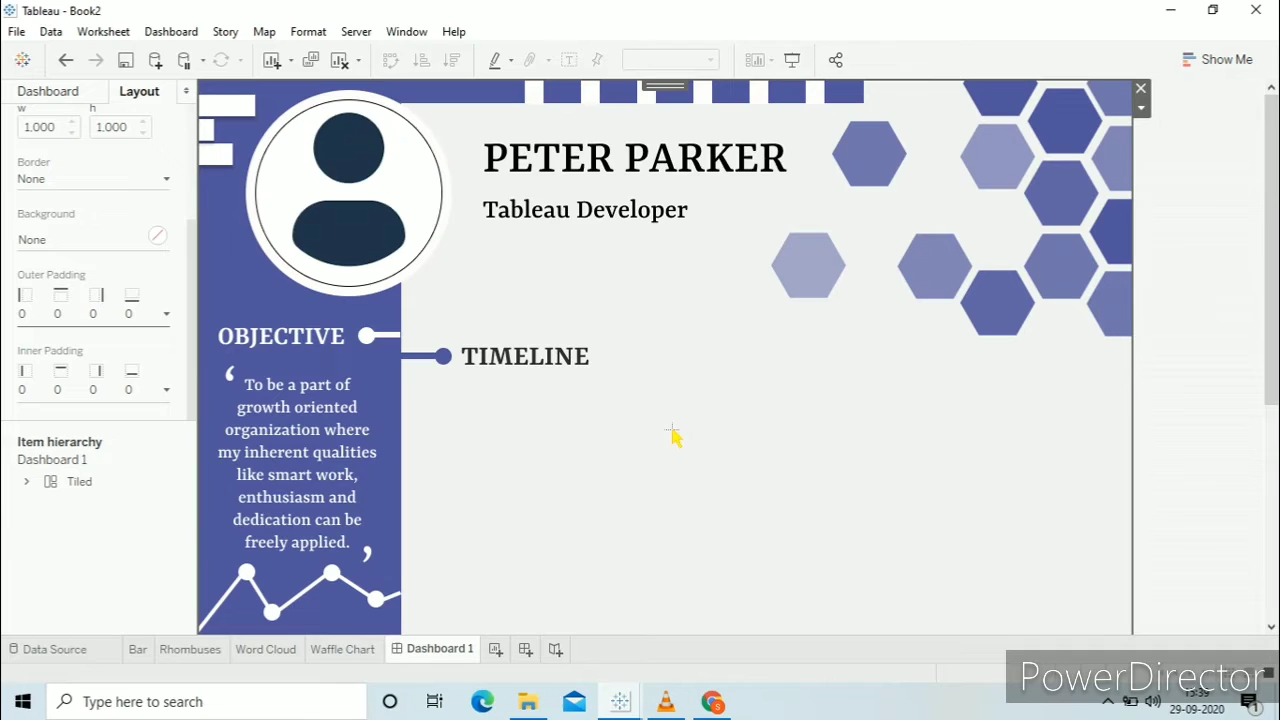 Tableau - Book2
File Data Worksheet Dashboard Story Map Format Server Window Help
Show Me
Dashboard Layout
w h
1.000 1.000
Border
None
Background
None
Outer Padding
0 0 0 0
Inner Padding
0 0 0 0
Item hierarchy
Dashboard 1
Tiled
PETER PARKER
Tableau Developer
OBJECTIVE
‘ To be a part of
growth oriented
organization where
my inherent qualities
like smart work,
enthusiasm and
dedication can be
freely applied. ’
TIMELINE
Data Source Bar Rhombuses Word Cloud Waffle Chart Dashboard 1
PowerDirector
Type here to search
29-09-2020